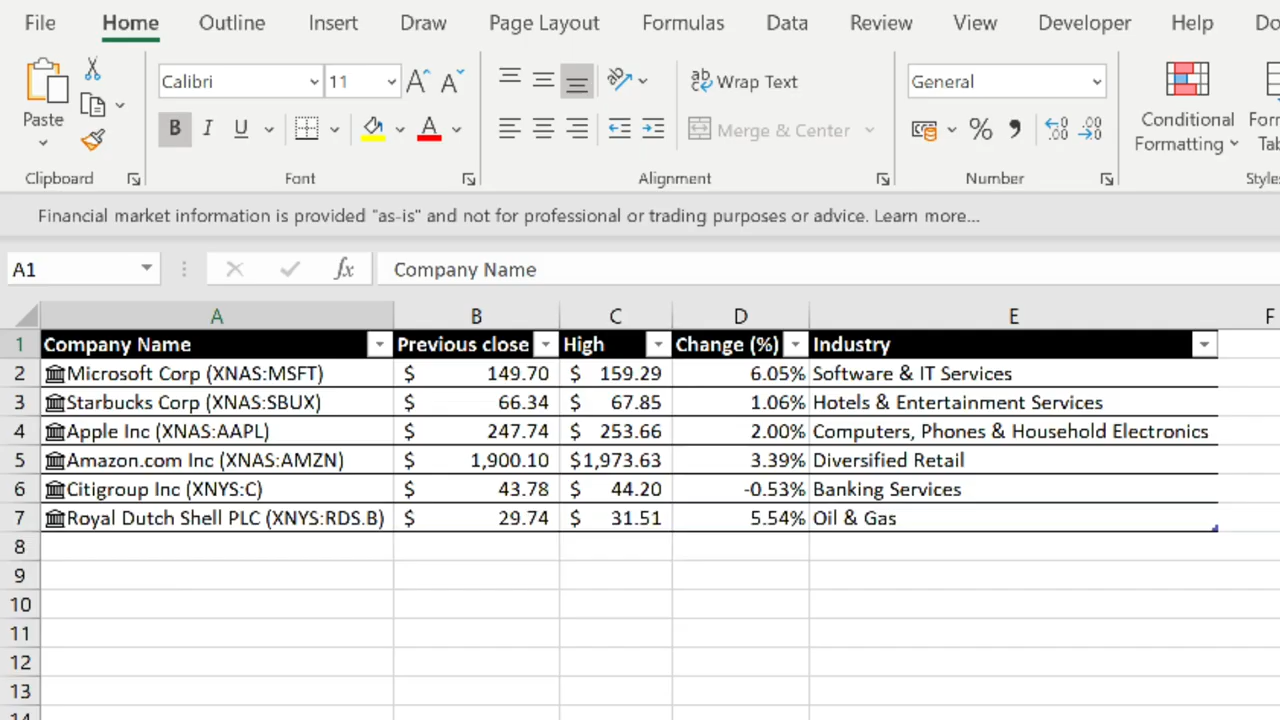 File Home Outline Insert Draw Page Layout Formulas Data Review View Developer Help
Calibri 11 Wrap Text General
Paste B I U A Merge & Center % Conditional Formatting
Clipboard Font Alignment Number
Financial market information is provided "as-is" and not for professional or trading purposes or advice. Learn more...
A1 fx Company Name
A B C D E F
1 Company Name Previous close High Change (%) Industry
2 Microsoft Corp (XNAS:MSFT) $ 149.70 $ 159.29 6.05% Software & IT Services
3 Starbucks Corp (XNAS:SBUX) $ 66.34 $ 67.85 1.06% Hotels & Entertainment Services
4 Apple Inc (XNAS:AAPL) $ 247.74 $ 253.66 2.00% Computers, Phones & Household Electronics
5 Amazon.com Inc (XNAS:AMZN) $ 1,900.10 $1,973.63 3.39% Diversified Retail
6 Citigroup Inc (XNYS:C) $ 43.78 $ 44.20 -0.53% Banking Services
7 Royal Dutch Shell PLC (XNYS:RDS.B) $ 29.74 $ 31.51 5.54% Oil & Gas
8
9
10
11
12
13